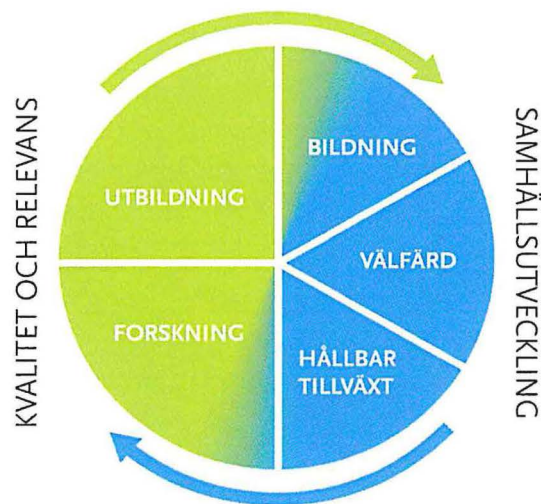 KVALITET OCH RELEVANS
UTBILDNING
FORSKNING
BILDNING
VÄLFÄRD
HÅLLBAR
TILLVÄXT
SAMHÄLLSUTVECKLING